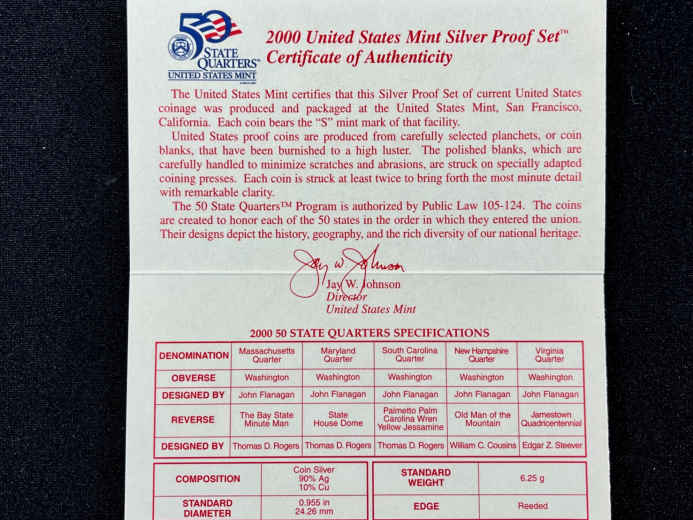 50
STATE
QUARTERS™
UNITED STATES MINT
2000 United States Mint Silver Proof Set™
Certificate of Authenticity
The United States Mint certifies that this Silver Proof Set of current United States
coinage was produced and packaged at the United States Mint, San Francisco,
California. Each coin bears the “S” mint mark of that facility.
United States proof coins are produced from carefully selected planchets, or coin
blanks, that have been burnished to a high luster. The polished blanks, which are
carefully handled to minimize scratches and abrasions, are struck on specially adapted
coining presses. Each coin is struck at least twice to bring forth the most minute detail
with remarkable clarity.
The 50 State Quarters™ Program is authorized by Public Law 105-124. The coins
are created to honor each of the 50 states in the order in which they entered the union.
Their designs depict the history, geography, and the rich diversity of our national heritage.
Jay W Johnson
Jay W. Johnson
Director
United States Mint
2000 50 STATE QUARTERS SPECIFICATIONS
DENOMINATION Massachusetts Quarter Maryland Quarter South Carolina Quarter New Hampshire Quarter Virginia Quarter
OBVERSE Washington Washington Washington Washington Washington
DESIGNED BY John Flanagan John Flanagan John Flanagan John Flanagan John Flanagan
REVERSE The Bay State Minute Man State House Dome Palmetto Palm Carolina Wren Yellow Jessamine Old Man of the Mountain Jamestown Quadricentennial
DESIGNED BY Thomas D. Rogers Thomas D. Rogers Thomas D. Rogers William C. Cousins Edgar Z. Steever
COMPOSITION Coin Silver 90% Ag 10% Cu STANDARD WEIGHT 6.25 g
STANDARD DIAMETER 0.955 in 24.26 mm EDGE Reeded